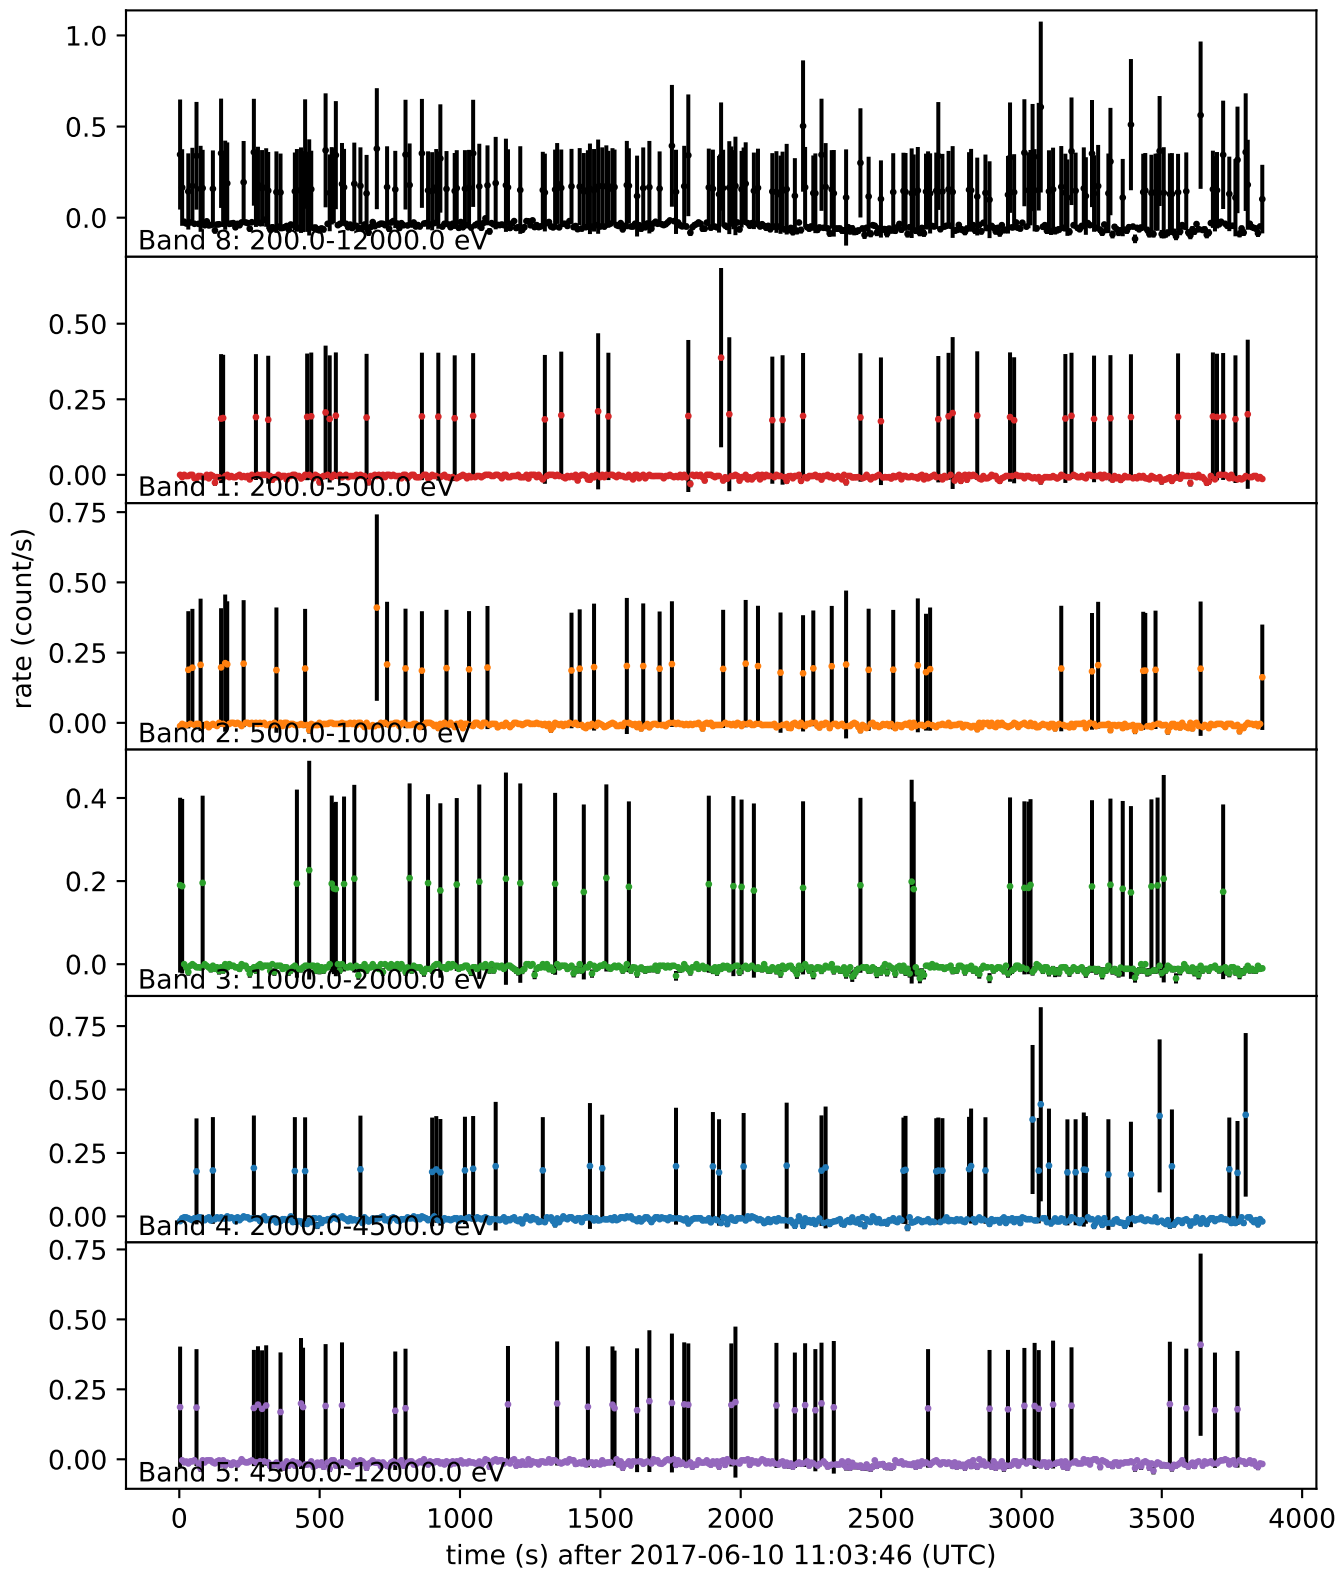 1.0
0.5
0.0
Band 8: 200.0-12000.0 eV
0.50
0.25
0.00
Band 1: 200.0-500.0 eV
0.75
0.50
0.25
0.00
Band 2: 500.0-1000.0 eV
rate (count/s)
0.4
0.2
0.0
Band 3: 1000.0-2000.0 eV
0.75
0.50
0.25
0.00
Band 4: 2000.0-4500.0 eV
0.75
0.50
0.25
0.00
Band 5: 4500.0-12000.0 eV
0 500 1000 1500 2000 2500 3000 3500 4000
time (s) after 2017-06-10 11:03:46 (UTC)